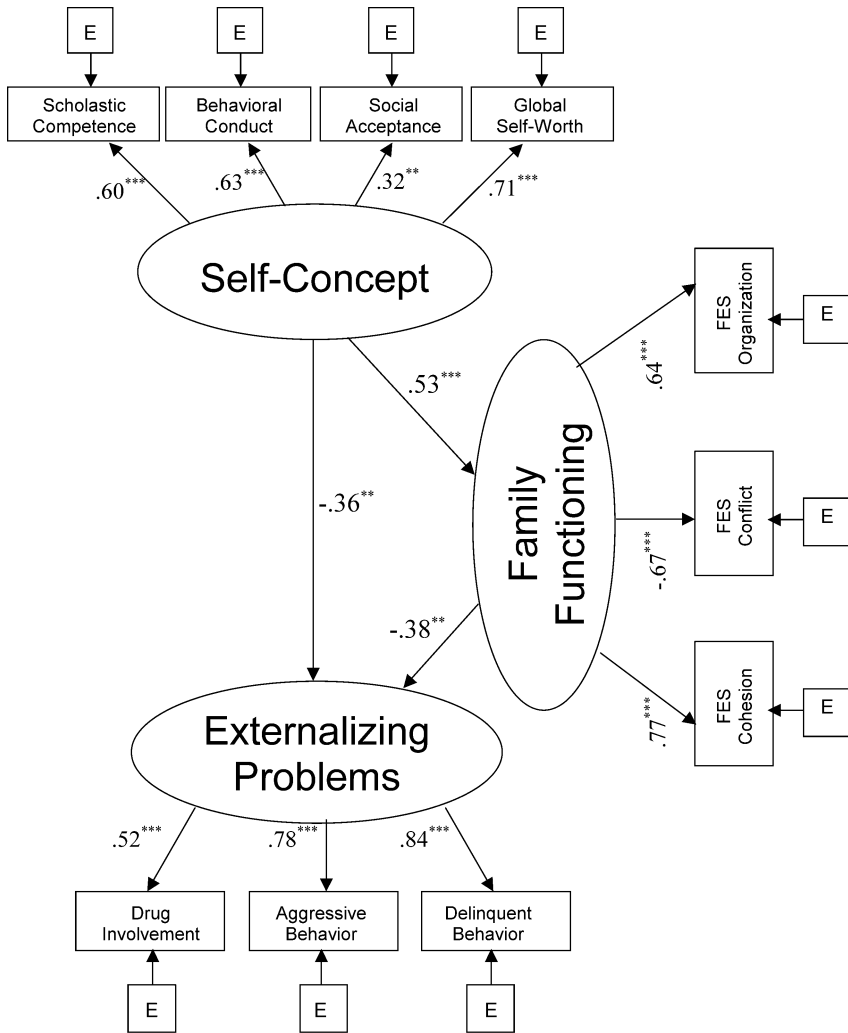 E E E E
Scholastic Competence
Behavioral Conduct
Social Acceptance
Global Self-Worth
.60***
.63***
.32**
.71***
Self-Concept
FES Organization
E
.64***
.53***
Family
Functioning
FES Conflict
E
-.67***
-.36**
-.38**
FES Cohesion
E
.77***
Externalizing
Problems
.52***
.78***
.84***
Drug Involvement
Aggressive Behavior
Delinquent Behavior
E E E